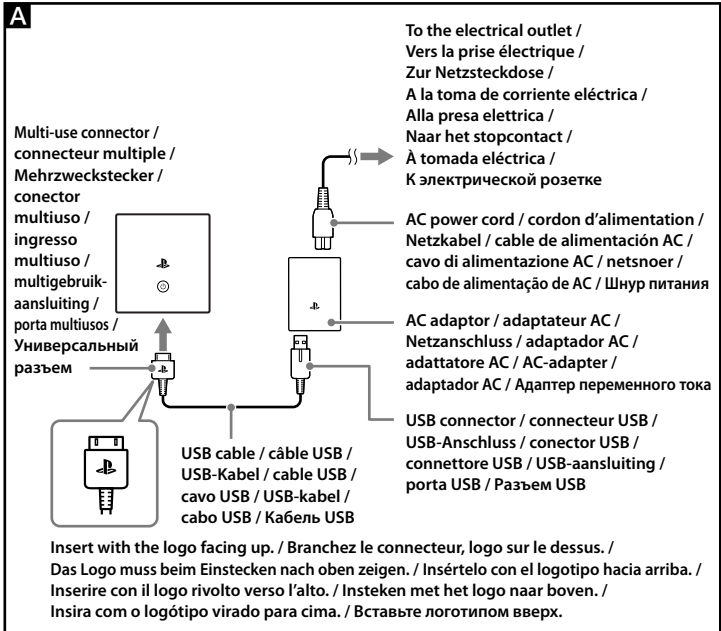 A
To the electrical outlet /
Vers la prise électrique /
Zur Netzsteckdose /
A la toma de corriente eléctrica /
Alla presa elettrica /
Naar het stopcontact /
À tomada eléctrica /
К электрической розетке
Multi-use connector /
connecteur multiple /
Mehrzweckstecker /
conector
multiuso /
ingresso
multiuso /
multigebruik-
aansluiting /
porta multiusos /
Универсальный
разъем
AC power cord / cordon d’alimentation /
Netzkabel / cable de alimentación AC /
cavo di alimentazione AC / netsnoer /
cabo de alimentação de AC / Шнур питания
AC adaptor / adaptateur AC /
Netzanschluss / adaptador AC /
adattatore AC / AC-adapter /
adaptador AC / Адаптер переменного тока
USB connector / connecteur USB /
USB-Anschluss / conector USB /
connettore USB / USB-aansluiting /
porta USB / Разъем USB
USB cable / câble USB /
USB-Kabel / cable USB /
cavo USB / USB-kabel /
cabo USB / Кабель USB
Insert with the logo facing up. / Branchez le connecteur, logo sur le dessus. /
Das Logo muss beim Einstecken nach oben zeigen. / Insértelo con el logotipo hacia arriba. /
Inserire con il logo rivolto verso l’alto. / Insteken met het logo naar boven. /
Insira com o logótipo virado para cima. / Вставьте логотипом вверх.